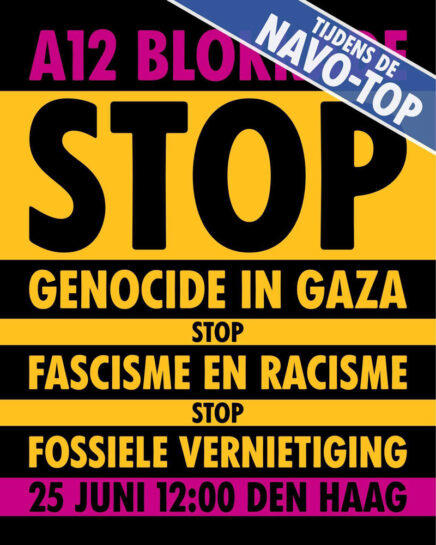 A12 BLOKKADE
TIJDENS DE
NAVO-TOP
STOP
GENOCIDE IN GAZA
STOP
FASCISME EN RACISME
STOP
FOSSIELE VERNIETIGING
25 JUNI 12:00 DEN HAAG